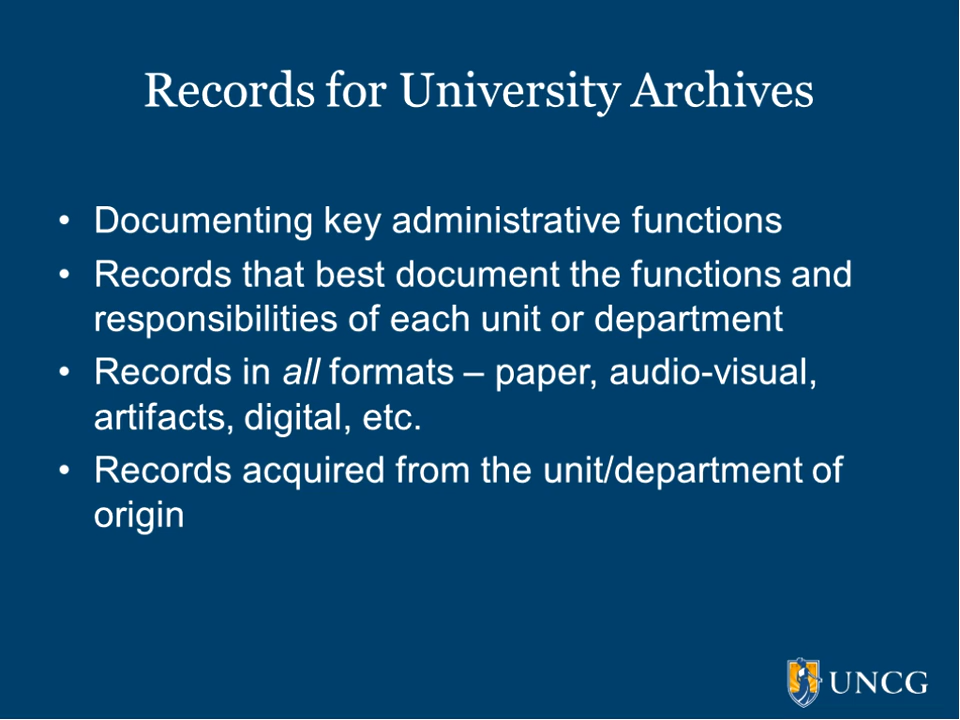 Records for University Archives
• Documenting key administrative functions
• Records that best document the functions and
responsibilities of each unit or department
• Records in all formats – paper, audio-visual,
artifacts, digital, etc.
• Records acquired from the unit/department of
origin
UNCG